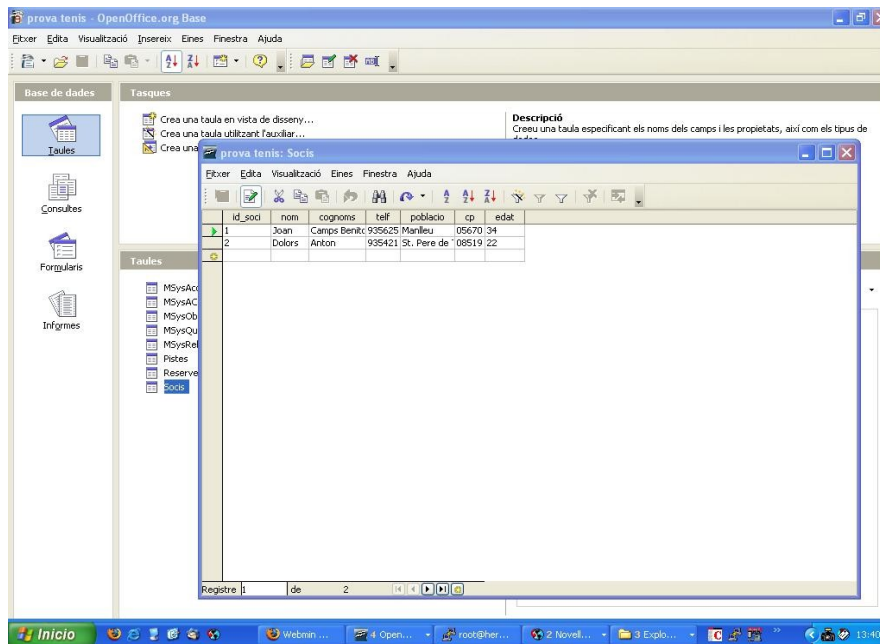 prova tenis - OpenOffice.org Base
Fitxer Edita Visualització Insereix Eines Finestra Ajuda
Base de dades
Tasques
Taules
Consultes
Formularis
Informes
Crea una taula en vista de disseny...
Crea una taula utilitzant l'auxiliar...
Crea una
Descripció
Creeu una taula especificant els noms dels camps i les propietats, així com els tipus de
Taules
MSysAcc
MSysAC
MSysOb
MSysQu
MSysRel
Pistes
Reserve
Socis
prova tenis: Socis
Fitxer Edita Visualització Eines Finestra Ajuda
id_soci nom cognoms telf poblacio cp edat
1 Joan Camps Benito 935625 Manlleu 05670 34
2 Dolors Anton 935421 St. Pere de 08519 22
Registre 1 de 2
Inicio
Webmin ...
4 Open...
root@her...
2 Novell...
3 Explo...
13:40